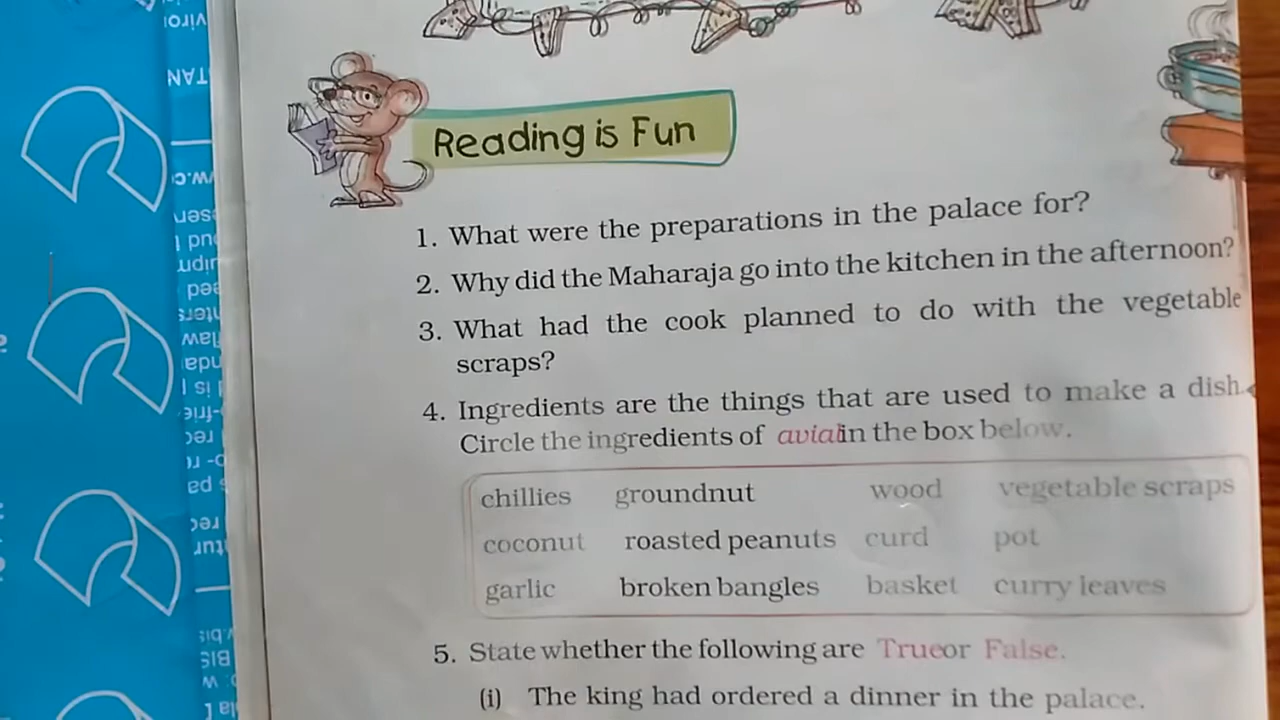 Reading is Fun
1. What were the preparations in the palace for?
2. Why did the Maharaja go into the kitchen in the afternoon?
3. What had the cook planned to do with the vegetable
scraps?
4. Ingredients are the things that are used to make a dish.
Circle the ingredients of avial in the box below.
chillies groundnut wood vegetable scraps
coconut roasted peanuts curd pot
garlic broken bangles basket curry leaves
5. State whether the following are True or False.
(i) The king had ordered a dinner in the palace.